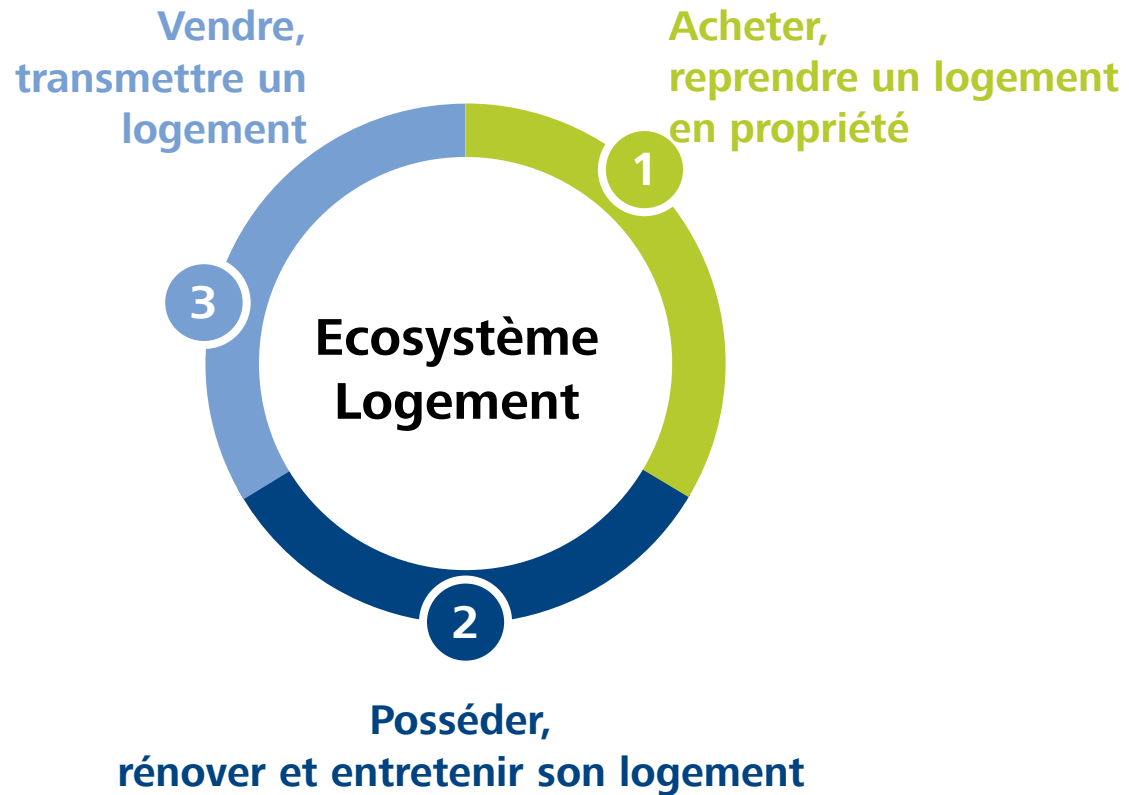 Vendre,
transmettre un
logement
Acheter,
reprendre un logement
en propriété
1
3
Ecosystème
Logement
2
Posséder,
rénover et entretenir son logement